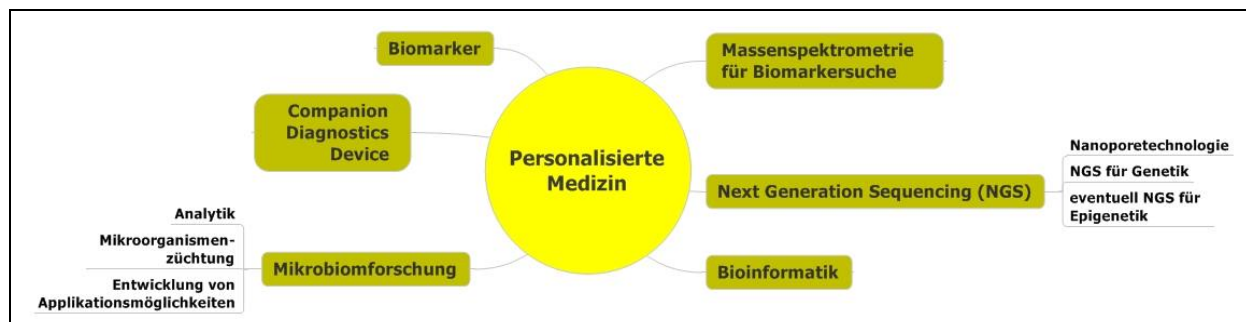 Biomarker
Companion
Diagnostics
Device
Analytik
Mikroorganismen-
züchtung
Entwicklung von
Applikationsmöglichkeiten
Mikrobiomforschung
Personalisierte
Medizin
Massenspektrometrie
für Biomarkersuche
Next Generation Sequencing (NGS)
Nanoporetechnologie
NGS für Genetik
eventuell NGS für
Epigenetik
Bioinformatik